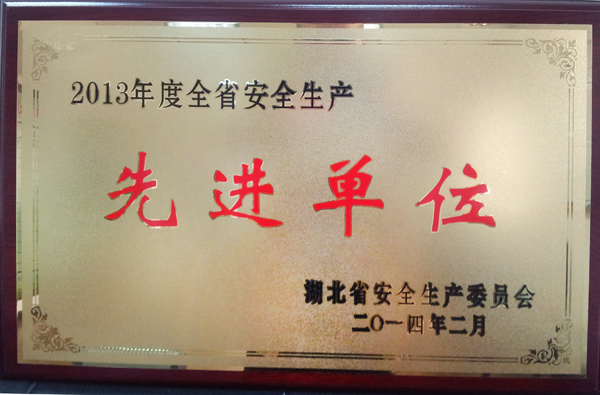 2013年度全省安全生产
先进单位
湖北省安全生产委员会
二〇一四年二月